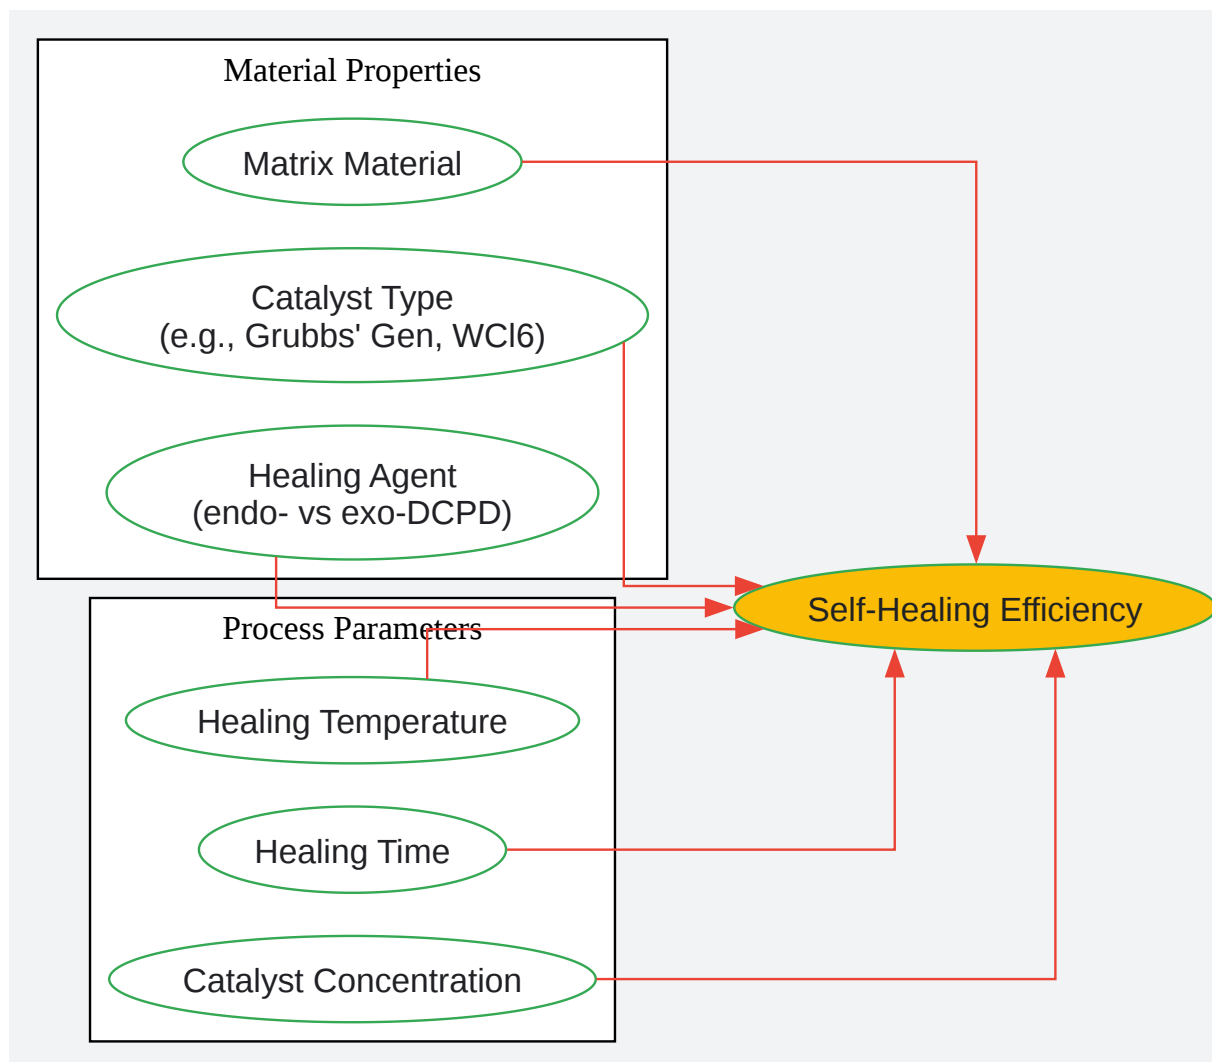 Material Properties
Matrix Material
Catalyst Type
(e.g., Grubbs' Gen, WCl6)
Healing Agent
(endo- vs exo-DCPD)
Self-Healing Efficiency
Process Parameters
Healing Temperature
Healing Time
Catalyst Concentration